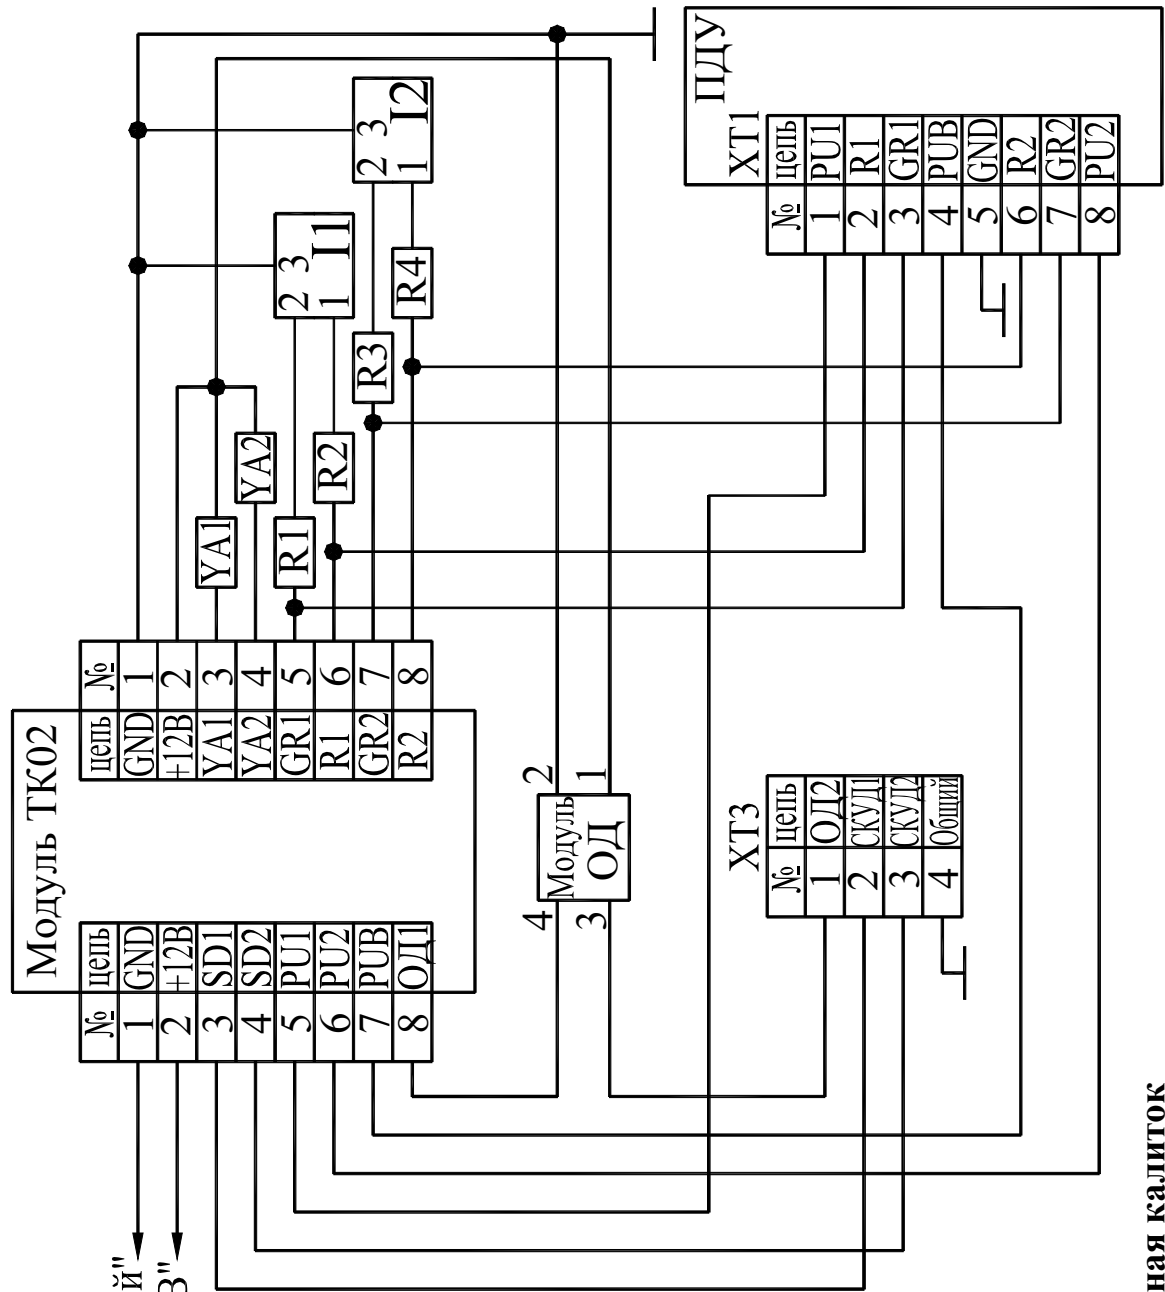 Модуль ТК02
№ цепь
1 GND
2 +12В
3 SD1
4 SD2
5 PU1
6 PU2
7 PUB
8 ОД1
цепь №
GND 1
+12В 2
YA1 3
YA2 4
GR1 5
R1 6
GR2 7
R2 8
YA1
YA2
R1
R2
R3
R4
2 3
1 I1
2 3
1 I2
4 Модуль 2
3 ОД 1
ХТ3
№ цепь
1 ОД2
2 СКУД1
3 СКУД2
4 Общий
ПДУ
ХТ1
№ цепь
1 PU1
2 R1
3 GR1
4 PUB
5 GND
6 R2
7 GR2
8 PU2
й"
В"
ная калиток